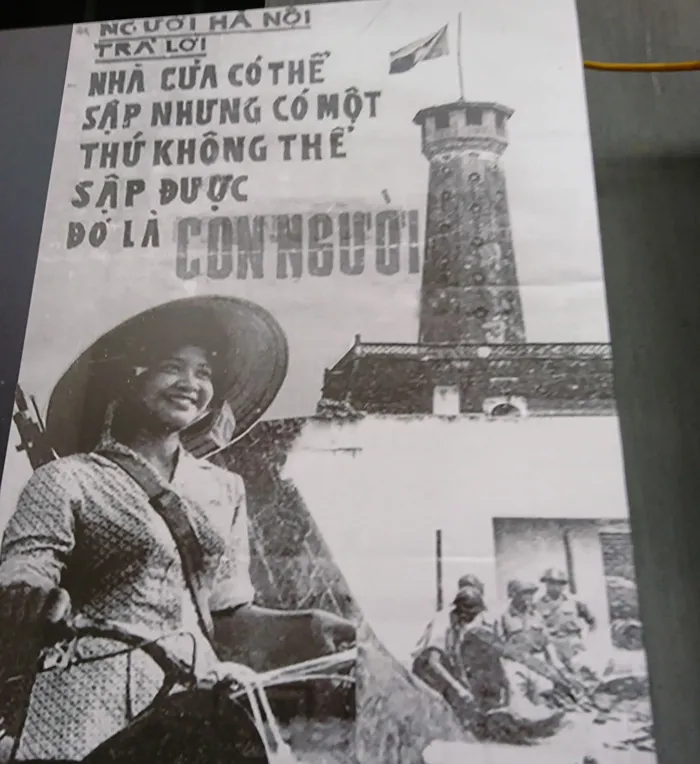 NGƯỜI HÀ NỘI
TRẢ LỜI
NHÀ CỬA CÓ THỂ
SẬP NHƯNG CÓ MỘT
THỨ KHÔNG THỂ
SẬP ĐƯỢC
ĐÓ LÀ CON NGƯỜI